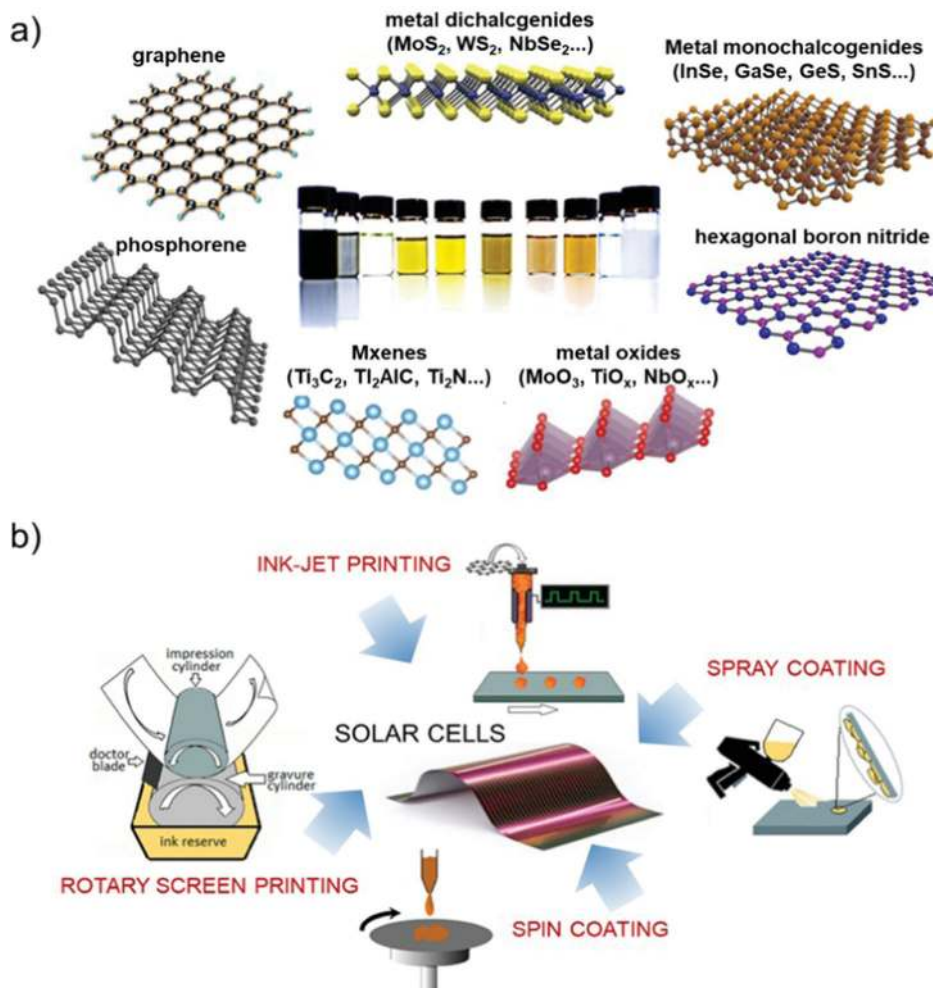 a)
graphene
metal dichalcgenides
(MoS₂, WS₂, NbSe₂...)
Metal monochalcogenides
(InSe, GaSe, GeS, SnS...)
phosphorene
hexagonal boron nitride
Mxenes
(Ti₃C₂, Tl₂AlC, Ti₂N...)
metal oxides
(MoO₃, TiOₓ, NbOₓ...)
b)
INK-JET PRINTING
impression
cylinder
SPRAY COATING
SOLAR CELLS
doctor
blade
gravure
cylinder
Ink reserve
ROTARY SCREEN PRINTING
SPIN COATING